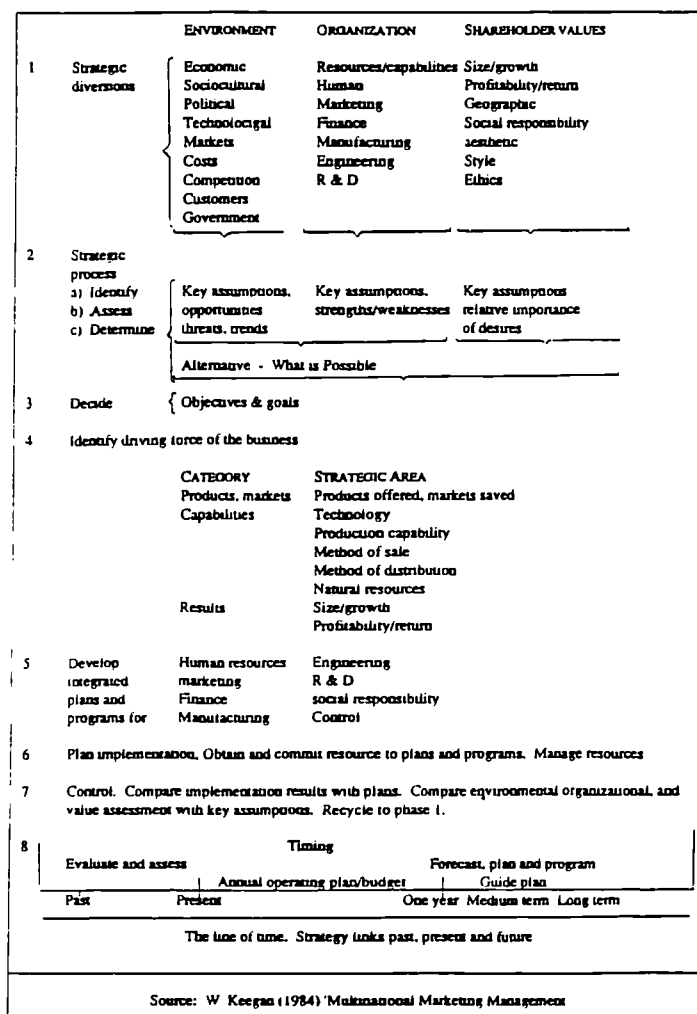 ENVIRONMENT ORGANIZATION SHAREHOLDER VALUES
1 Strategic Economic Resources/capabilities Size/growth
diversions Sociocultural Human Profitability/return
Political Marketing Geographic
Technolocigal Finance Social responsibility
Markets Manufacturing aesthetic
Costs Engineering Style
Competition R & D Ethics
Customers
Government
2 Strategic
process
a) Identify Key assumptions, Key assumptions, Key assumptions
b) Assess opportunities strengths/weaknesses relative importance
c) Determine threats, trends of desires
Alternative - What is Possible
3 Decide { Objectives & goals
4 Identify driving force of the business
CATEGORY STRATEGIC AREA
Products, markets Products offered, markets saved
Capabilities Technology
Production capability
Method of sale
Method of distribution
Natural resources
Results Size/growth
Profitability/return
5 Develop Human resources Engineering
integrated marketing R & D
plans and Finance social responsibility
programs for Manufacturing Control
6 Plan implementation, Obtain and commit resource to plans and programs. Manage resources
7 Control. Compare implementation results with plans. Compare eqvironmental organizational, and
value assessment with key assumptions. Recycle to phase 1.
8 Timing
Evaluate and assess Forecast, plan and program
Annual operating plan/budget Guide plan
Past Present One year Medium term Long term
The line of time. Strategy links past, present and future
Source: W Keegan (1984) 'Multinational Marketing Management